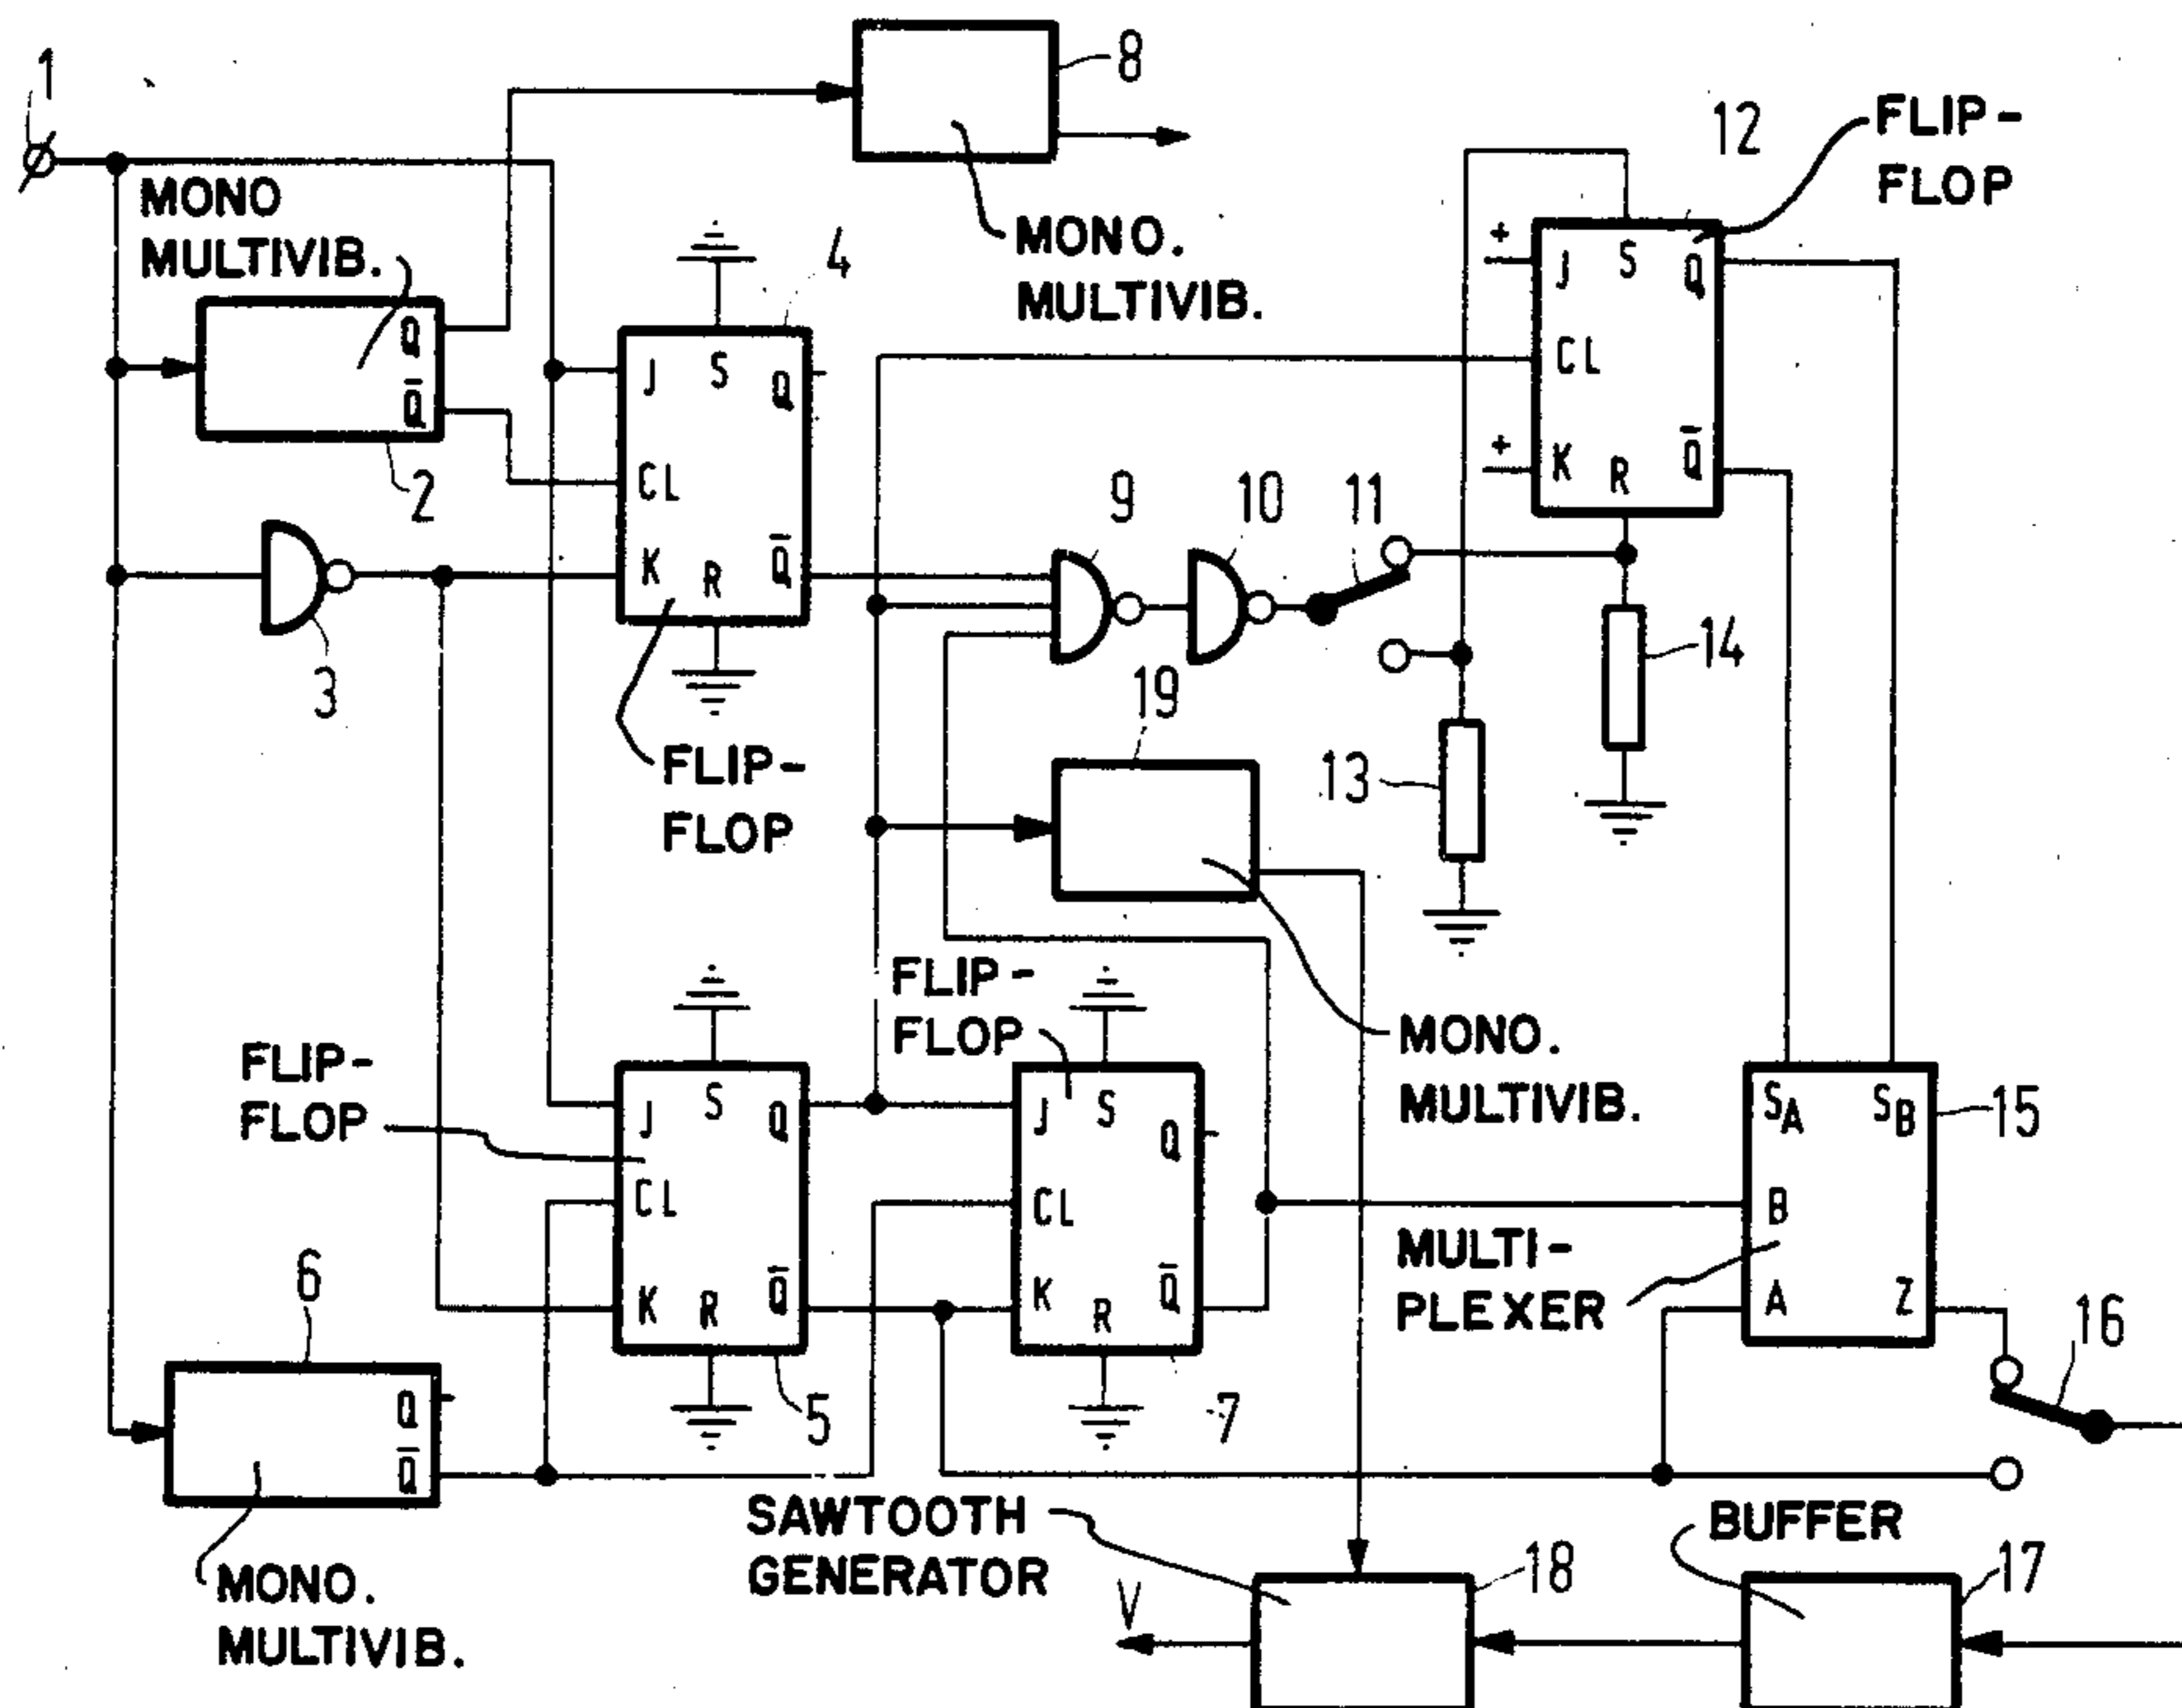 1
8
12
FLIP-
FLOP
MONO
MULTIVIB.
4
MONO.
MULTIVIB.
+
J
S
Q
Q
Q̅
2
J
S
Q
CL
CL
+
K
R
Q̅
9
10
11
K
R
Q̅
3
14
19
13
FLIP-
FLOP
FLIP-
FLOP
MONO.
MULTIVIB.
FLIP-
FLOP
J
S
Q
J
S
Q
SA
SB
15
CL
CL
B
MULTI-
PLEXER
K
R
Q̅
K
R
Q̅
A
Z
16
6
Q
Q̅
5
7
SAWTOOTH
GENERATOR
BUFFER
MONO.
MULTIVIB.
V
18
17